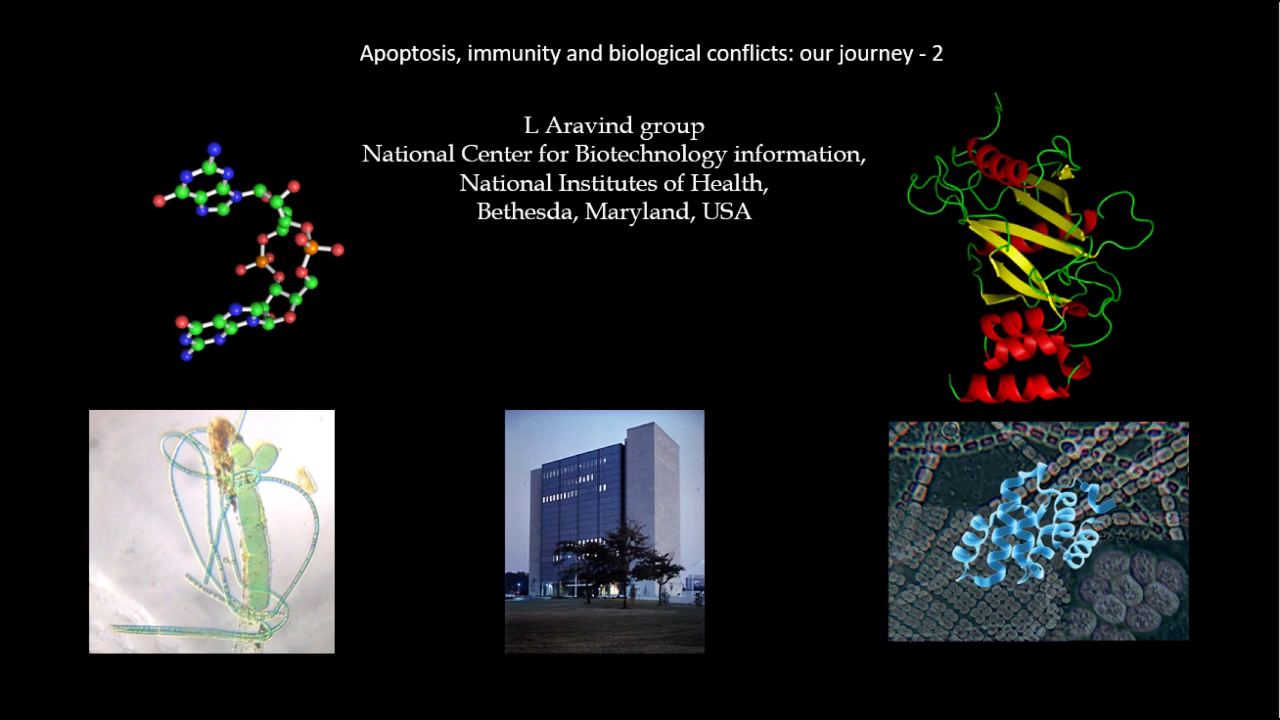 Apoptosis, immunity and biological conflicts: our journey - 2
L Aravind group
National Center for Biotechnology information,
National Institutes of Health,
Bethesda, Maryland, USA